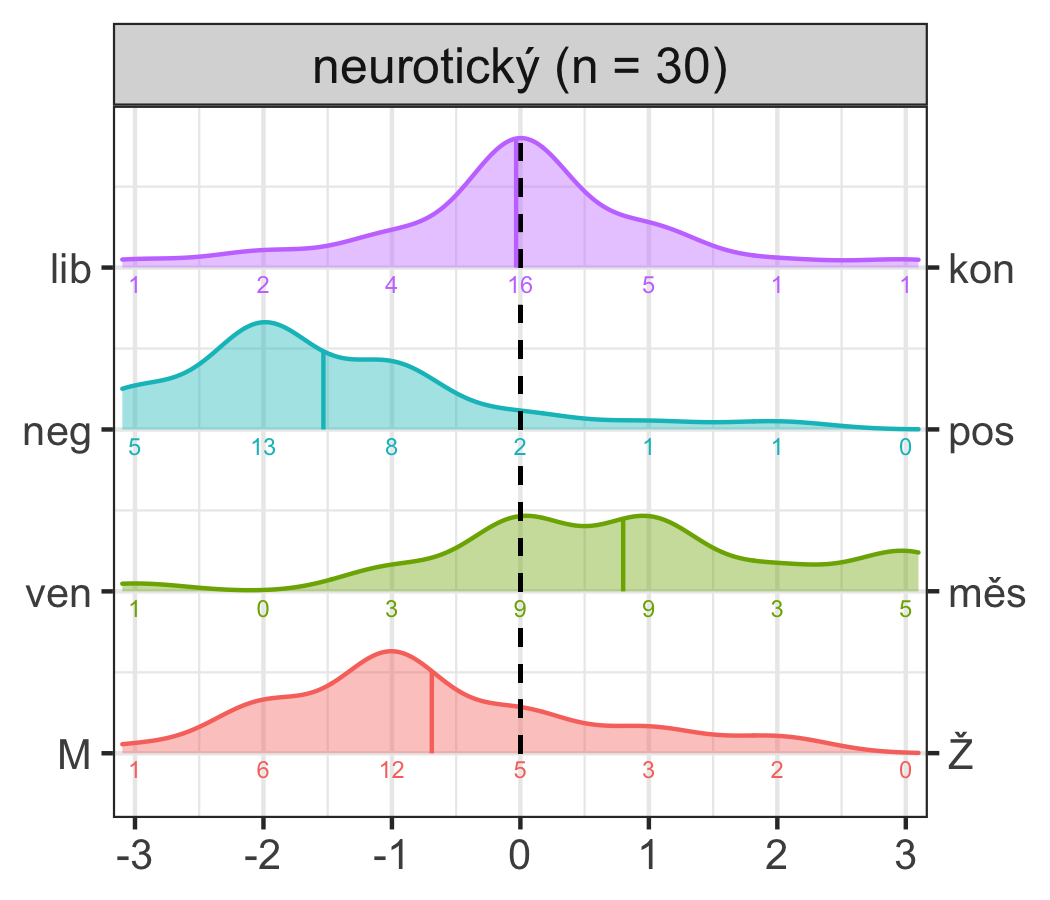 neurotický (n = 30)
lib kon
1 2 4 16 5 1 1
neg pos
5 13 8 2 1 1 0
ven měs
1 0 3 9 9 3 5
M Ž
1 6 12 5 3 2 0
-3 -2 -1 0 1 2 3